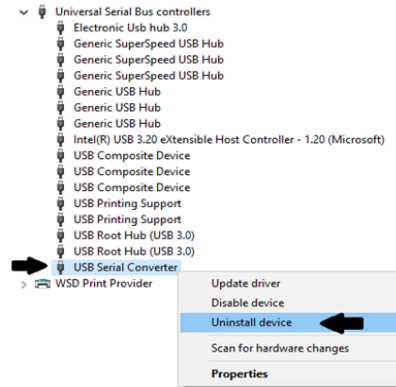 Universal Serial Bus controllers
Electronic Usb hub 3.0
Generic SuperSpeed USB Hub
Generic SuperSpeed USB Hub
Generic SuperSpeed USB Hub
Generic USB Hub
Generic USB Hub
Generic USB Hub
Intel(R) USB 3.20 eXtensible Host Controller - 1.20 (Microsoft)
USB Composite Device
USB Composite Device
USB Composite Device
USB Printing Support
USB Printing Support
USB Root Hub (USB 3.0)
USB Root Hub (USB 3.0)
USB Serial Converter
WSD Print Provider
Update driver
Disable device
Uninstall device
Scan for hardware changes
Properties